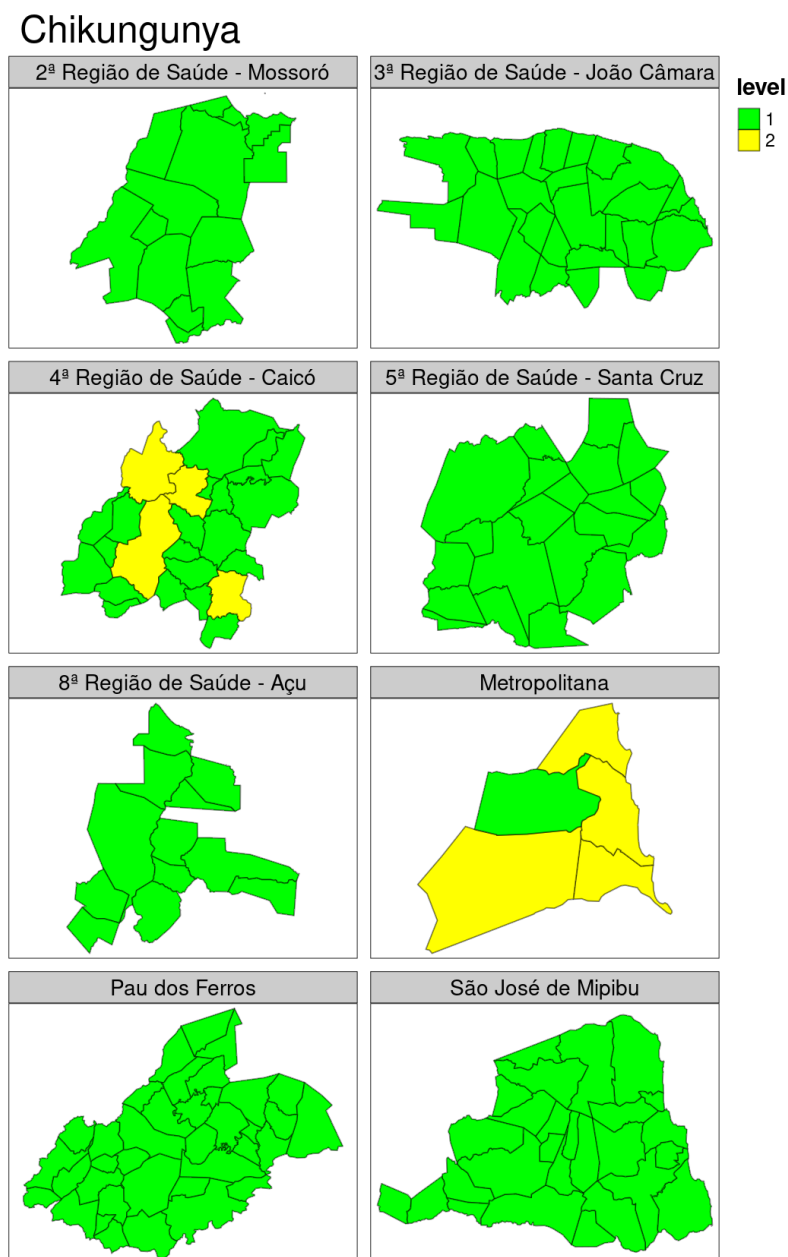 Chikungunya
2ª Região de Saúde - Mossoró
3ª Região de Saúde - João Câmara
level
1
2
4ª Região de Saúde - Caicó
5ª Região de Saúde - Santa Cruz
8ª Região de Saúde - Açu
Metropolitana
Pau dos Ferros
São José de Mipibu